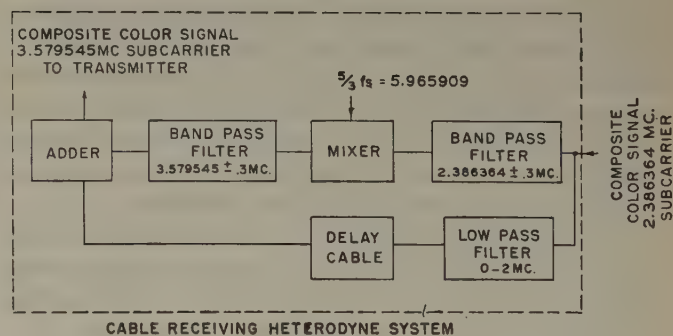 COMPOSITE COLOR SIGNAL
3.579545MC SUBCARRIER
TO TRANSMITTER
5/3 fs = 5.965909
ADDER
BAND PASS
FILTER
3.579545 ± .3MC.
MIXER
BAND PASS
FILTER
2.386364 ± .3MC.
COMPOSITE
COLOR SIGNAL
2.386364 MC.
SUBCARRIER
DELAY
CABLE
LOW PASS
FILTER
0-2MC.
CABLE RECEIVING HETERODYNE SYSTEM